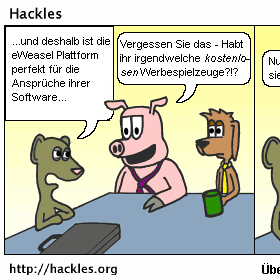 Hackles
...und deshalb ist die
eWeasel Plattform
perfekt für die
Ansprüche ihrer
Software...
Vergessen Sie das - Habt
ihr irgendwelche kostenlo-
sen Werbespielzeuge?!?
Nu
sie
http://hackles.org
Übe